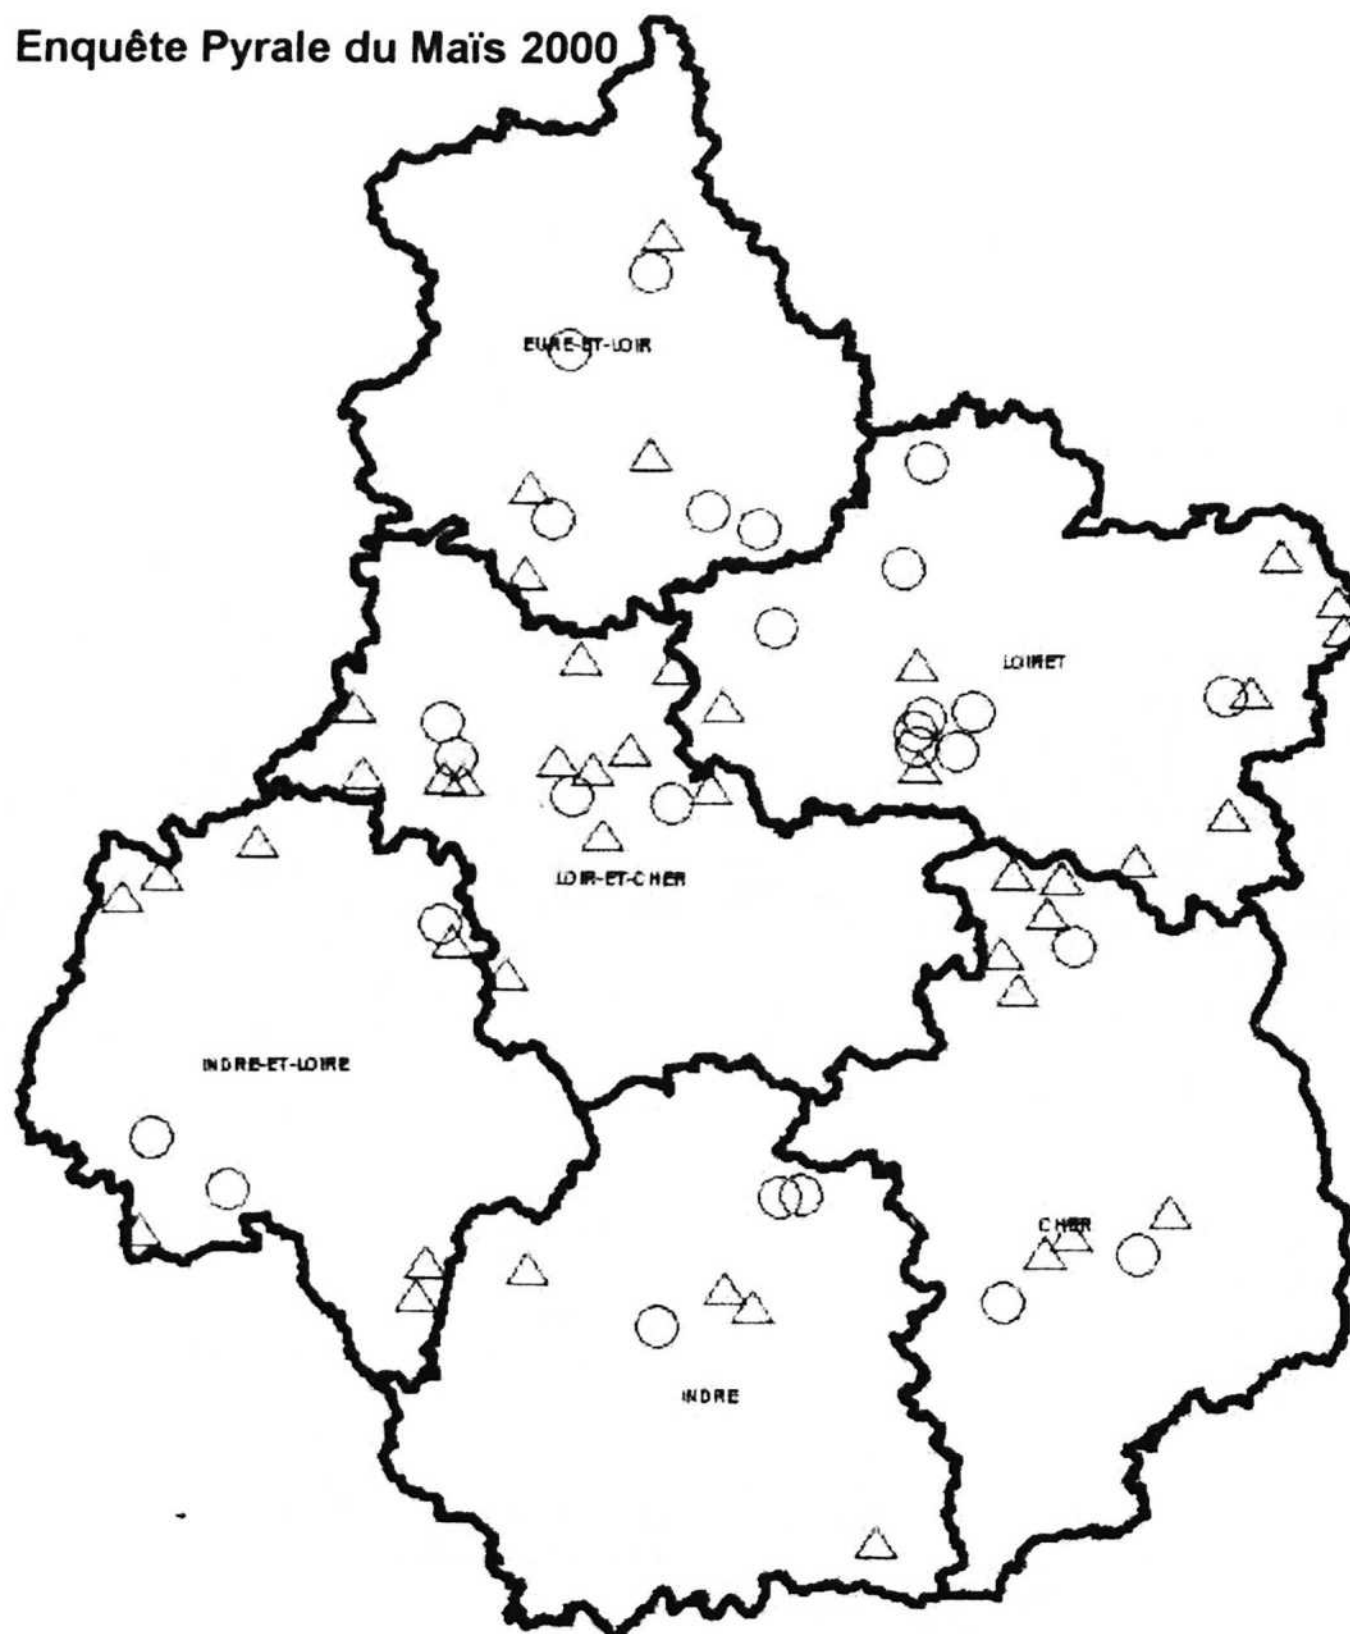 Enquête Pyrale du Maïs 2000
EURE-ET-LOIR
LOIRET
LOIR-ET-CHER
INDRE-ET-LOIRE
CHER
INDRE